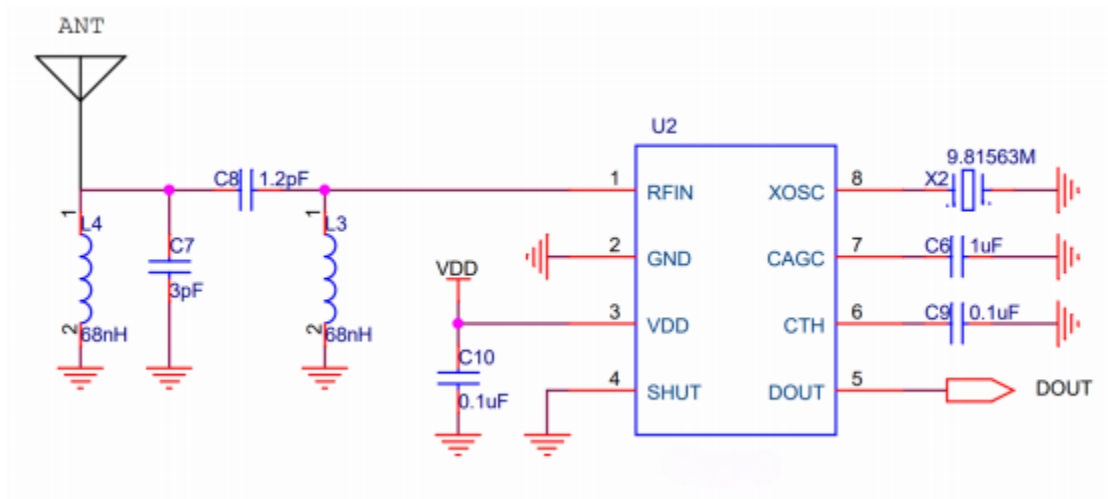 ANT
U2
9.81563M
C8 1.2pF
1 RFIN
XOSC 8
X2
1
L4
C7
3pF
2
68nH
1
L3
2
68nH
2 GND
CAGC 7
C6 1uF
VDD
3 VDD
CTH 6
C9 0.1uF
C10
0.1uF
4 SHUT
DOUT 5
DOUT